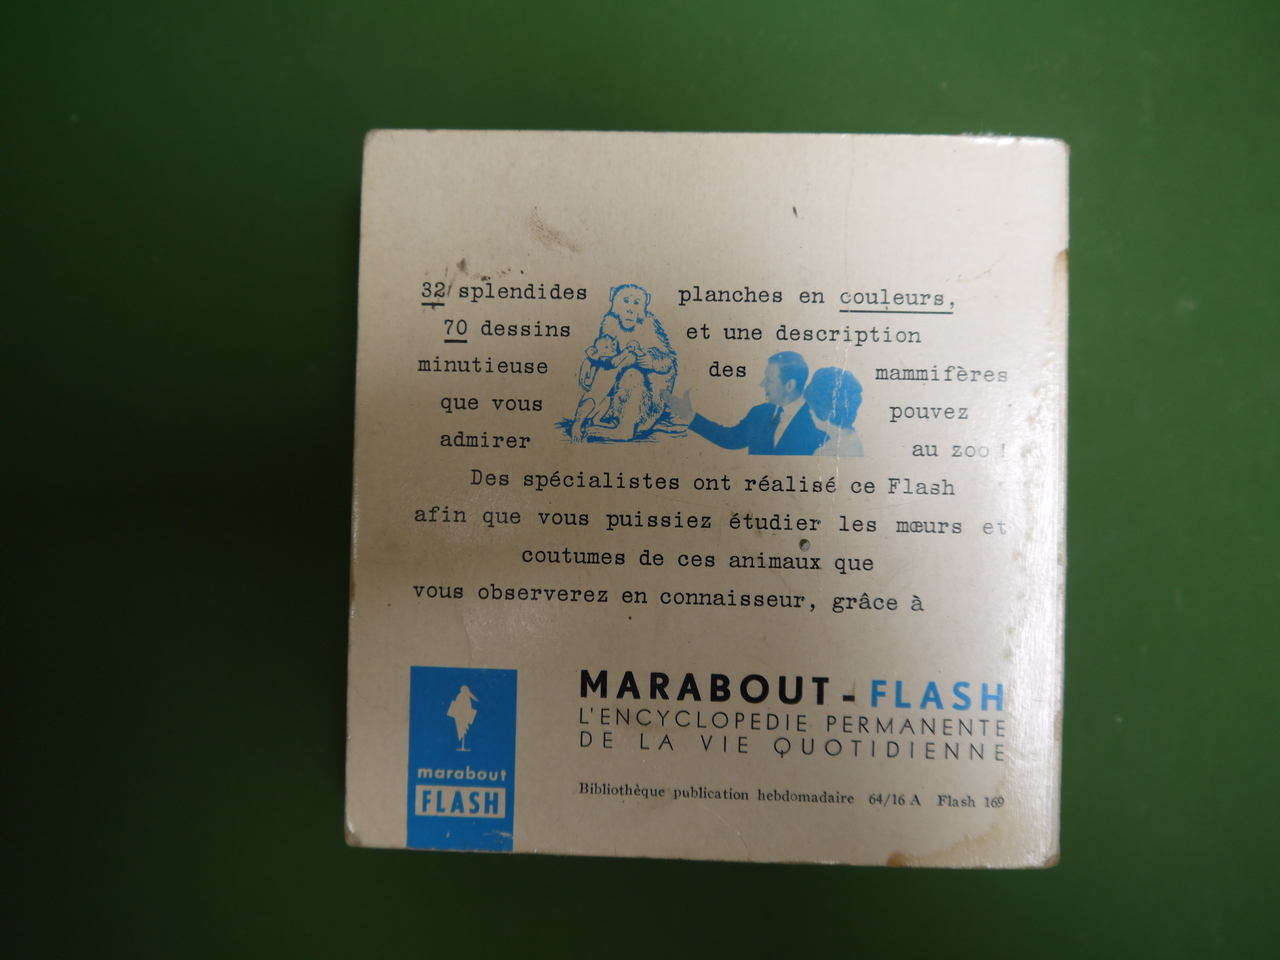 32 splendides planches en couleurs,
70 dessins et une description
minutieuse des mammifères
que vous pouvez
admirer au zoo !
Des spécialistes ont réalisé ce Flash
afin que vous puissiez étudier les mœurs et
coutumes de ces animaux que
vous observerez en connaisseur, grâce à
MARABOUT - FLASH
L'ENCYCLOPEDIE PERMANENTE
DE LA VIE QUOTIDIENNE
marabout
FLASH
Bibliothèque publication hebdomadaire 64/16 A Flash 169